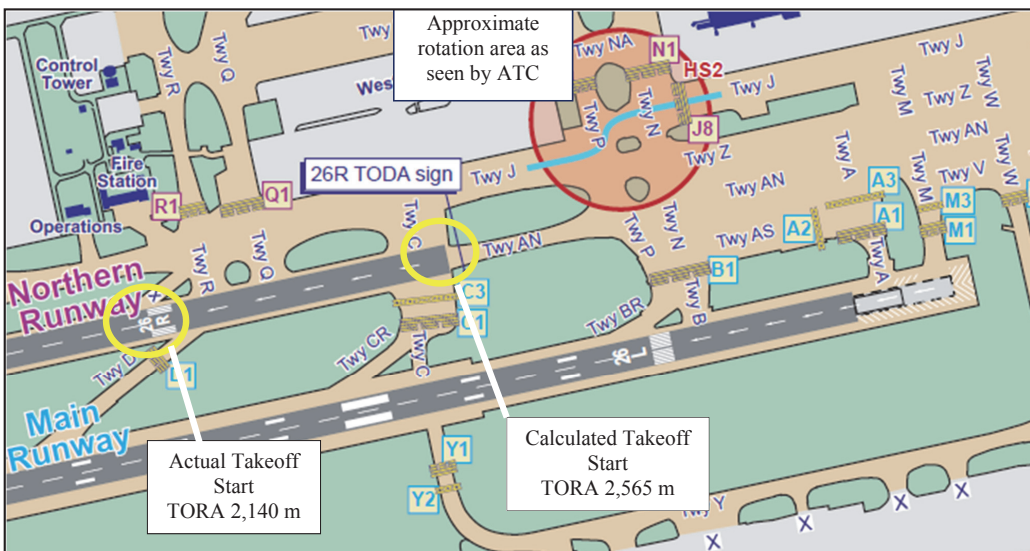 Approximate
rotation area as
seen by ATC
Control
Tower
Twy R
Twy Q
Twy
Wes
Twy NA
N1
HS2
Twy J
J8
Twy P
Twy N
Twy Z
Twy J
Twy M
Twy Z
Twy W
Twy AN
Twy V
Twy A
A3
Twy M
M3
M1
Twy W
A2
A1
Twy A
Fire
Station
Operations
R1
Q1
26R TODA sign
Twy J
Twy C
Twy AN
Twy AN
Twy AS
Twy P
Twy N
B1
Twy R
Twy Q
Northern
Runway
X
26
R
Twy D
C3
C1
Twy CR
Twy C
Twy BR
Twy B
26
L
Main
Runway
Actual Takeoff
Start
TORA 2,140 m
Calculated Takeoff
Start
TORA 2,565 m
Y1
Y2
Twy Y
X
X
X
X